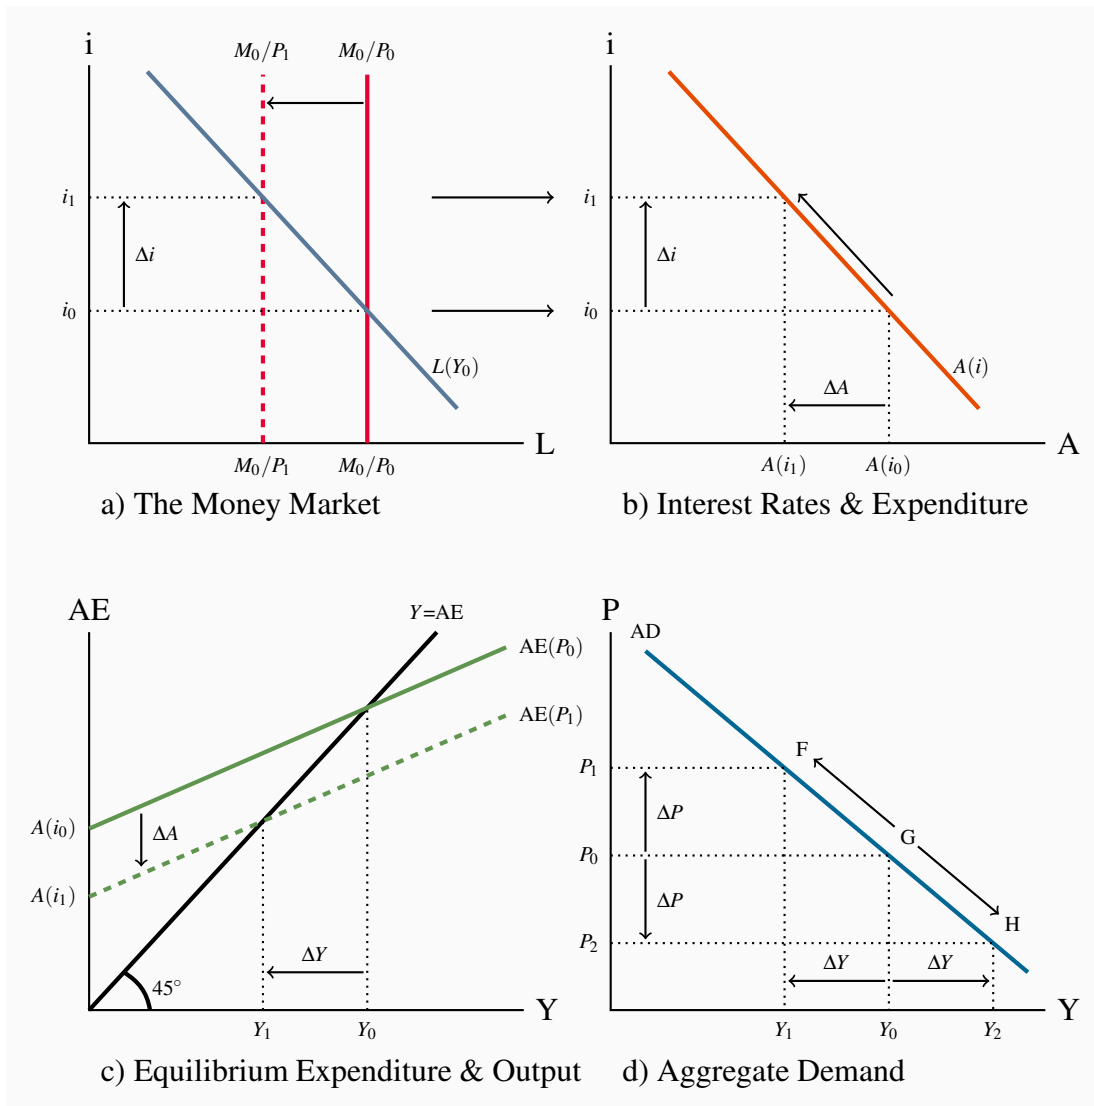 i
M₀/P₁
M₀/P₀
i₁
Δi
i₀
L(Y₀)
L
M₀/P₁
M₀/P₀
a) The Money Market
i
i₁
Δi
i₀
A(i)
ΔA
A
A(i₁)
A(i₀)
b) Interest Rates & Expenditure
AE
Y=AE
AE(P₀)
AE(P₁)
A(i₀)
ΔA
A(i₁)
ΔY
45°
Y
Y₁
Y₀
c) Equilibrium Expenditure & Output
P
AD
F
P₁
ΔP
G
P₀
ΔP
H
P₂
ΔY
ΔY
Y
Y₁
Y₀
Y₂
d) Aggregate Demand